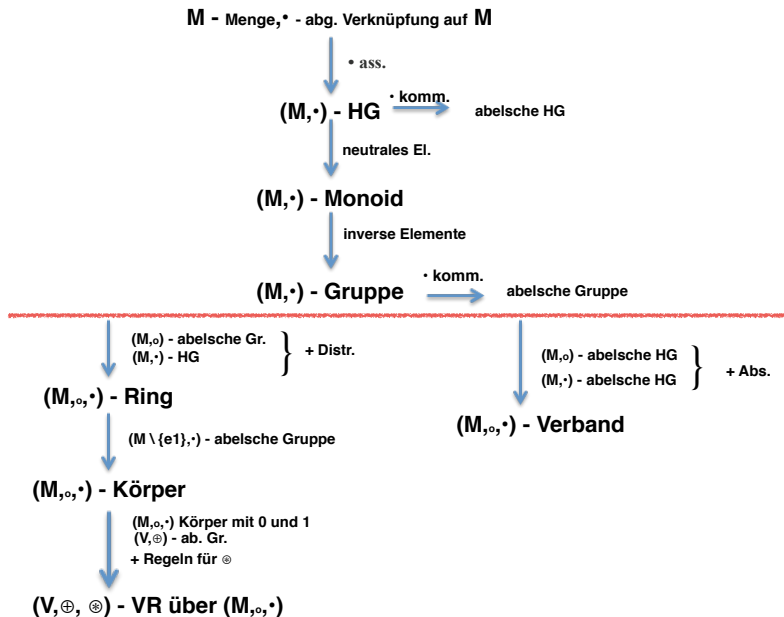 M - Menge,• - abg. Verknüpfung auf M
• ass.
(M,•) - HG
• komm.
abelsche HG
neutrales El.
(M,•) - Monoid
inverse Elemente
(M,•) - Gruppe
• komm.
abelsche Gruppe
(M,o) - abelsche Gr.
(M,•) - HG
} + Distr.
(M,o,•) - Ring
(M \ {e1},•) - abelsche Gruppe
(M,o,•) - Körper
(M,o,•) Körper mit 0 und 1
(V,⊕) - ab. Gr.
+ Regeln für ⊛
(V,⊕, ⊛) - VR über (M,o,•)
(M,o) - abelsche HG
(M,•) - abelsche HG
} + Abs.
(M,o,•) - Verband